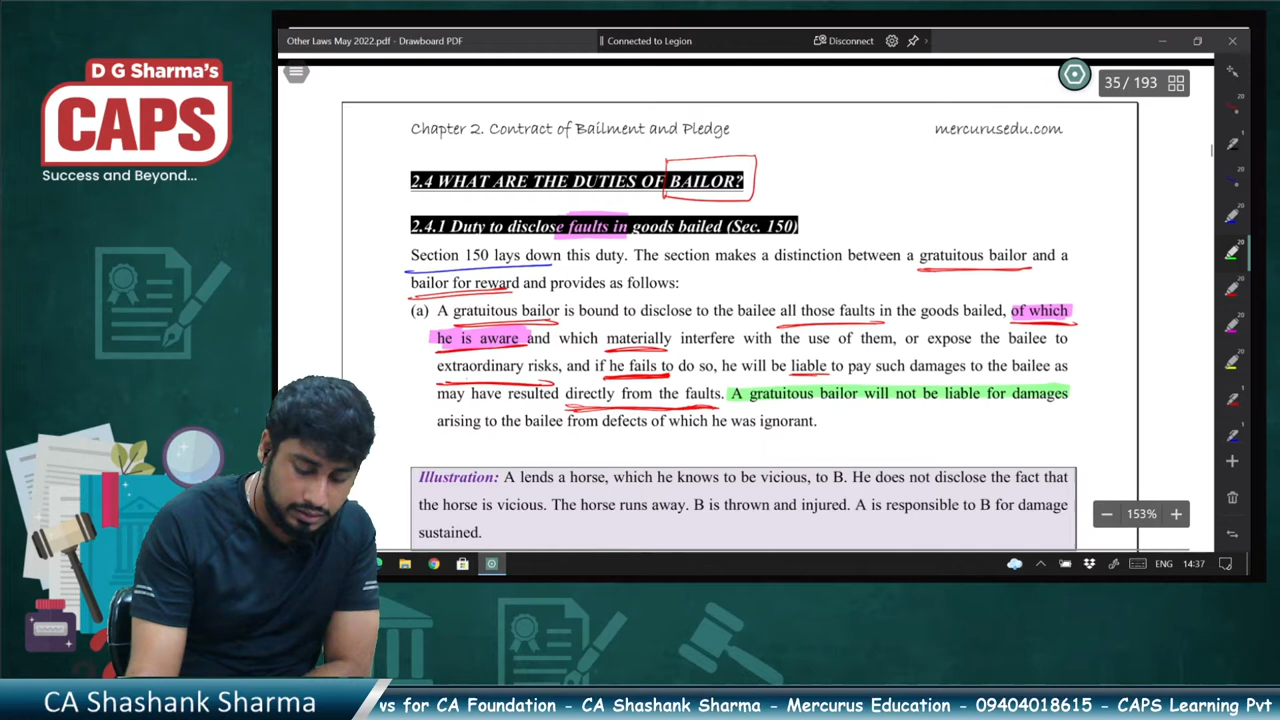 D G Sharma's
CAPS
Success and Beyond...
Other Laws May 2022.pdf - Drawboard PDF
Connected to Legion
Disconnect
35 / 193
Chapter 2. Contract of Bailment and Pledge
mercurusedu.com
2.4 WHAT ARE THE DUTIES OF BAILOR?
2.4.1 Duty to disclose faults in goods bailed (Sec. 150)
Section 150 lays down this duty. The section makes a distinction between a gratuitous bailor and a
bailor for reward and provides as follows:
(a) A gratuitous bailor is bound to disclose to the bailee all those faults in the goods bailed, of which
he is aware and which materially interfere with the use of them, or expose the bailee to
extraordinary risks, and if he fails to do so, he will be liable to pay such damages to the bailee as
may have resulted directly from the faults. A gratuitous bailor will not be liable for damages
arising to the bailee from defects of which he was ignorant.
Illustration: A lends a horse, which he knows to be vicious, to B. He does not disclose the fact that
the horse is vicious. The horse runs away. B is thrown and injured. A is responsible to B for damage
sustained.
153%
ENG
14:37
CA Shashank Sharma
ws for CA Foundation - CA Shashank Sharma - Mercurus Education - 09404018615 - CAPS Learning Pvt